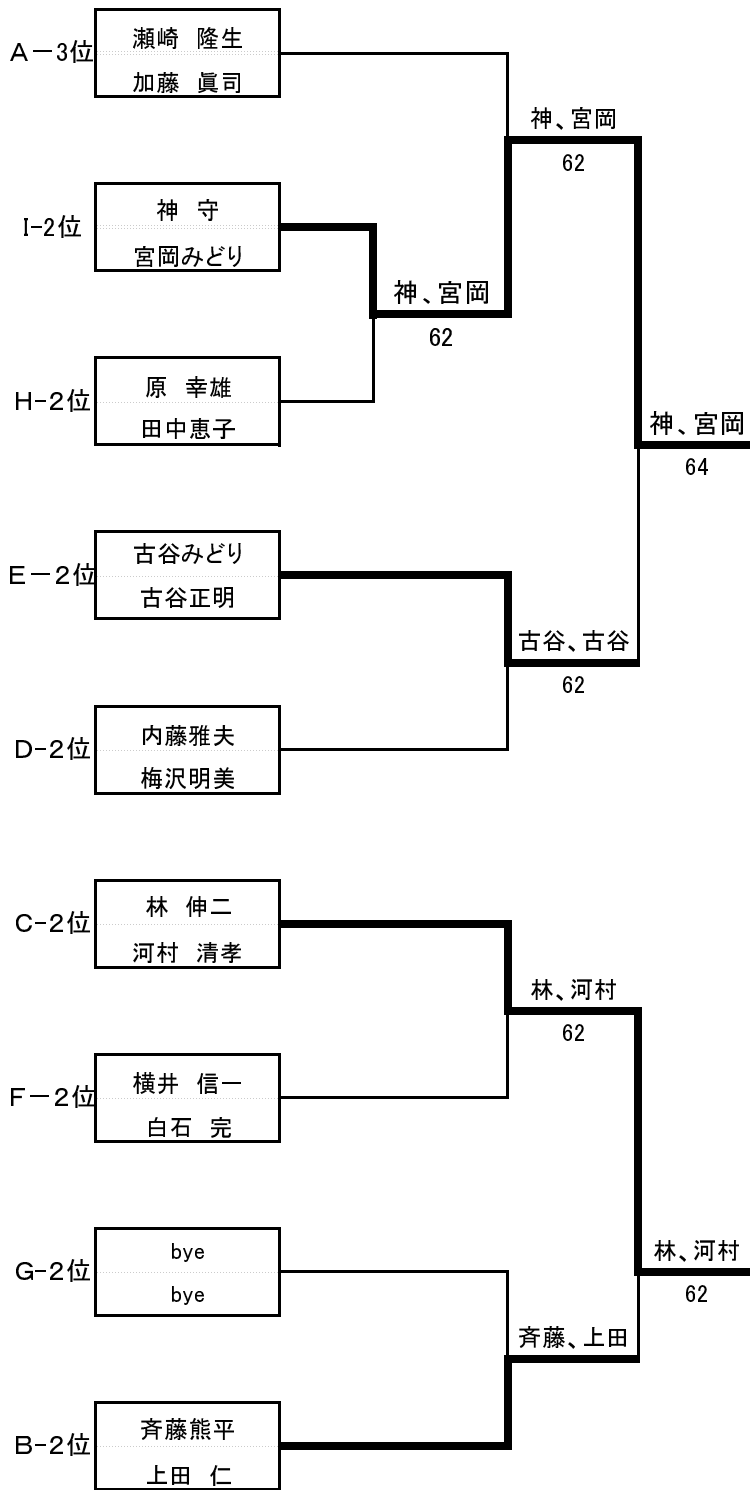 A－3位
瀬崎　隆生
加藤　眞司
神、宮岡
62
I-2位
神　守
宮岡みどり
神、宮岡
62
H-2位
原　幸雄
田中恵子
神、宮岡
64
E－2位
古谷みどり
古谷正明
古谷、古谷
62
D-2位
内藤雅夫
梅沢明美
C-2位
林　伸二
河村　清孝
林、河村
62
F－2位
横井　信一
白石　完
G-2位
bye
bye
林、河村
62
斉藤、上田
B-2位
斉藤熊平
上田　仁